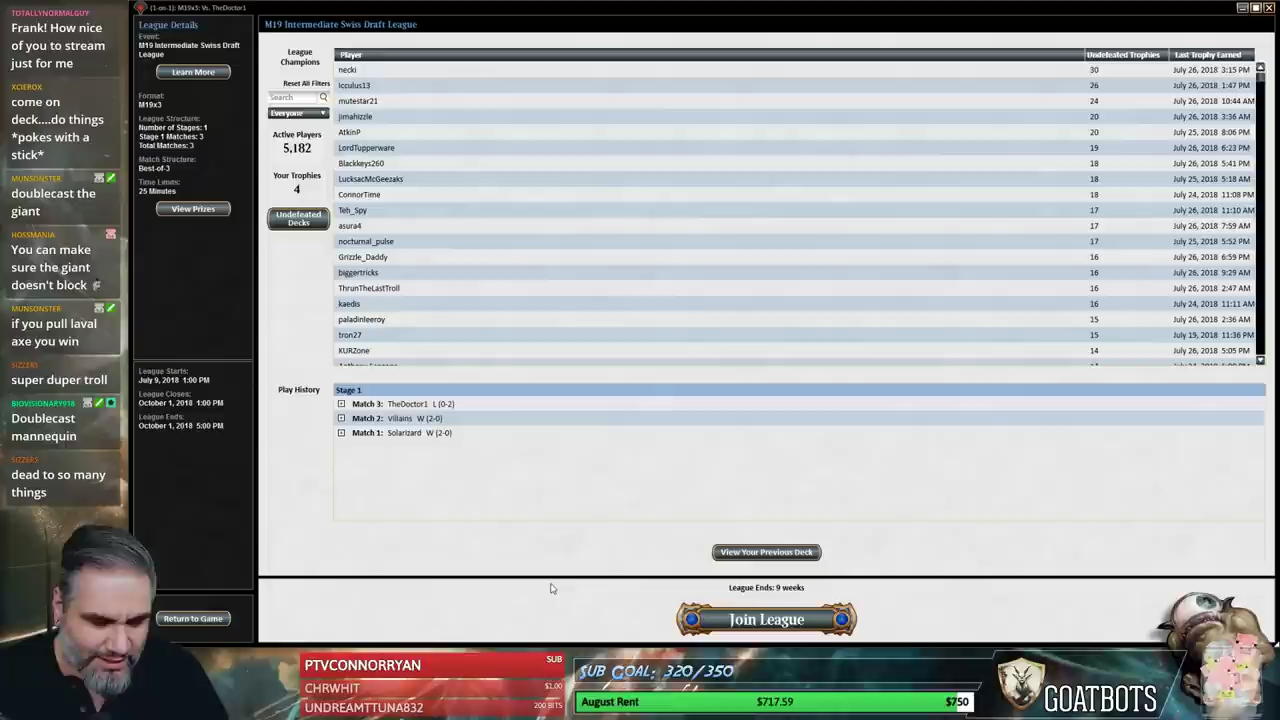 TOTALLYNORMALGUY
Frank! How nice
of you to stream
just for me
XCIEROX
come on
deck....do things
*pokes with a
stick*
MUNSONSTER
doublecast the
giant
HOSSMANIA
You can make
sure the giant
doesn't block
MUNSONSTER
if you pull laval
axe you win
SIZZERS
super duper troll
BIOVISIONARY918
Doublecast
mannequin
SIZZERS
dead to so many
things
(1-on-1): M19x3: Vs. TheDoctor1
League Details
Event:
M19 Intermediate Swiss Draft
League
Learn More
Format:
M19x3
League Structure:
Number of Stages: 1
Stage 1 Matches: 3
Total Matches: 3
Match Structure:
Best-of-3
Time Limits:
25 Minutes
View Prizes
League Starts:
July 9, 2018 1:00 PM
League Closes:
October 1, 2018 1:00 PM
League Ends:
October 1, 2018 5:00 PM
Return to Game
M19 Intermediate Swiss Draft League
League
Champions
Reset All Filters
Search
Everyone
Active Players
5,182
Your Trophies
4
Undefeated
Decks
Player Undefeated Trophies Last Trophy Earned
necki 30 July 26, 2018 3:15 PM
Icculus13 26 July 26, 2018 1:47 PM
mutestar21 24 July 26, 2018 10:44 AM
jimahizzle 20 July 26, 2018 3:36 AM
AtkinP 20 July 25, 2018 8:06 PM
LordTupperware 19 July 26, 2018 6:23 PM
Blackkeys260 18 July 26, 2018 5:41 PM
LucksacMcGeezaks 18 July 25, 2018 5:18 AM
ConnorTime 18 July 24, 2018 11:08 PM
Teh_Spy 17 July 26, 2018 11:10 AM
asura4 17 July 26, 2018 7:59 AM
nocturnal_pulse 17 July 25, 2018 5:52 PM
Grizzle_Daddy 16 July 26, 2018 6:59 PM
biggertricks 16 July 26, 2018 9:29 AM
ThrunTheLastTroll 16 July 26, 2018 2:47 AM
kaedis 16 July 24, 2018 11:11 AM
paladinleeroy 15 July 26, 2018 2:36 AM
tron27 15 July 19, 2018 11:36 PM
KURZone 14 July 26, 2018 5:05 PM
Play History
Stage 1
Match 3: TheDoctor1 L (0-2)
Match 2: Villains W (2-0)
Match 1: Solarizard W (2-0)
View Your Previous Deck
League Ends: 9 weeks
Join League
PTVCONNORRYAN SUB
CHRWHIT $1.00
UNDREAMTTUNA832 200 BITS
SUB GOAL: 320/350
August Rent $717.59 $750
GOATBOTS